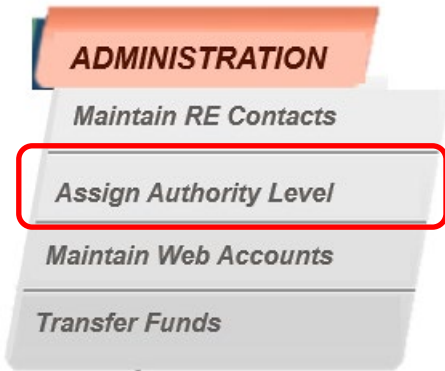 ADMINISTRATION
Maintain RE Contacts
Assign Authority Level
Maintain Web Accounts
Transfer Funds